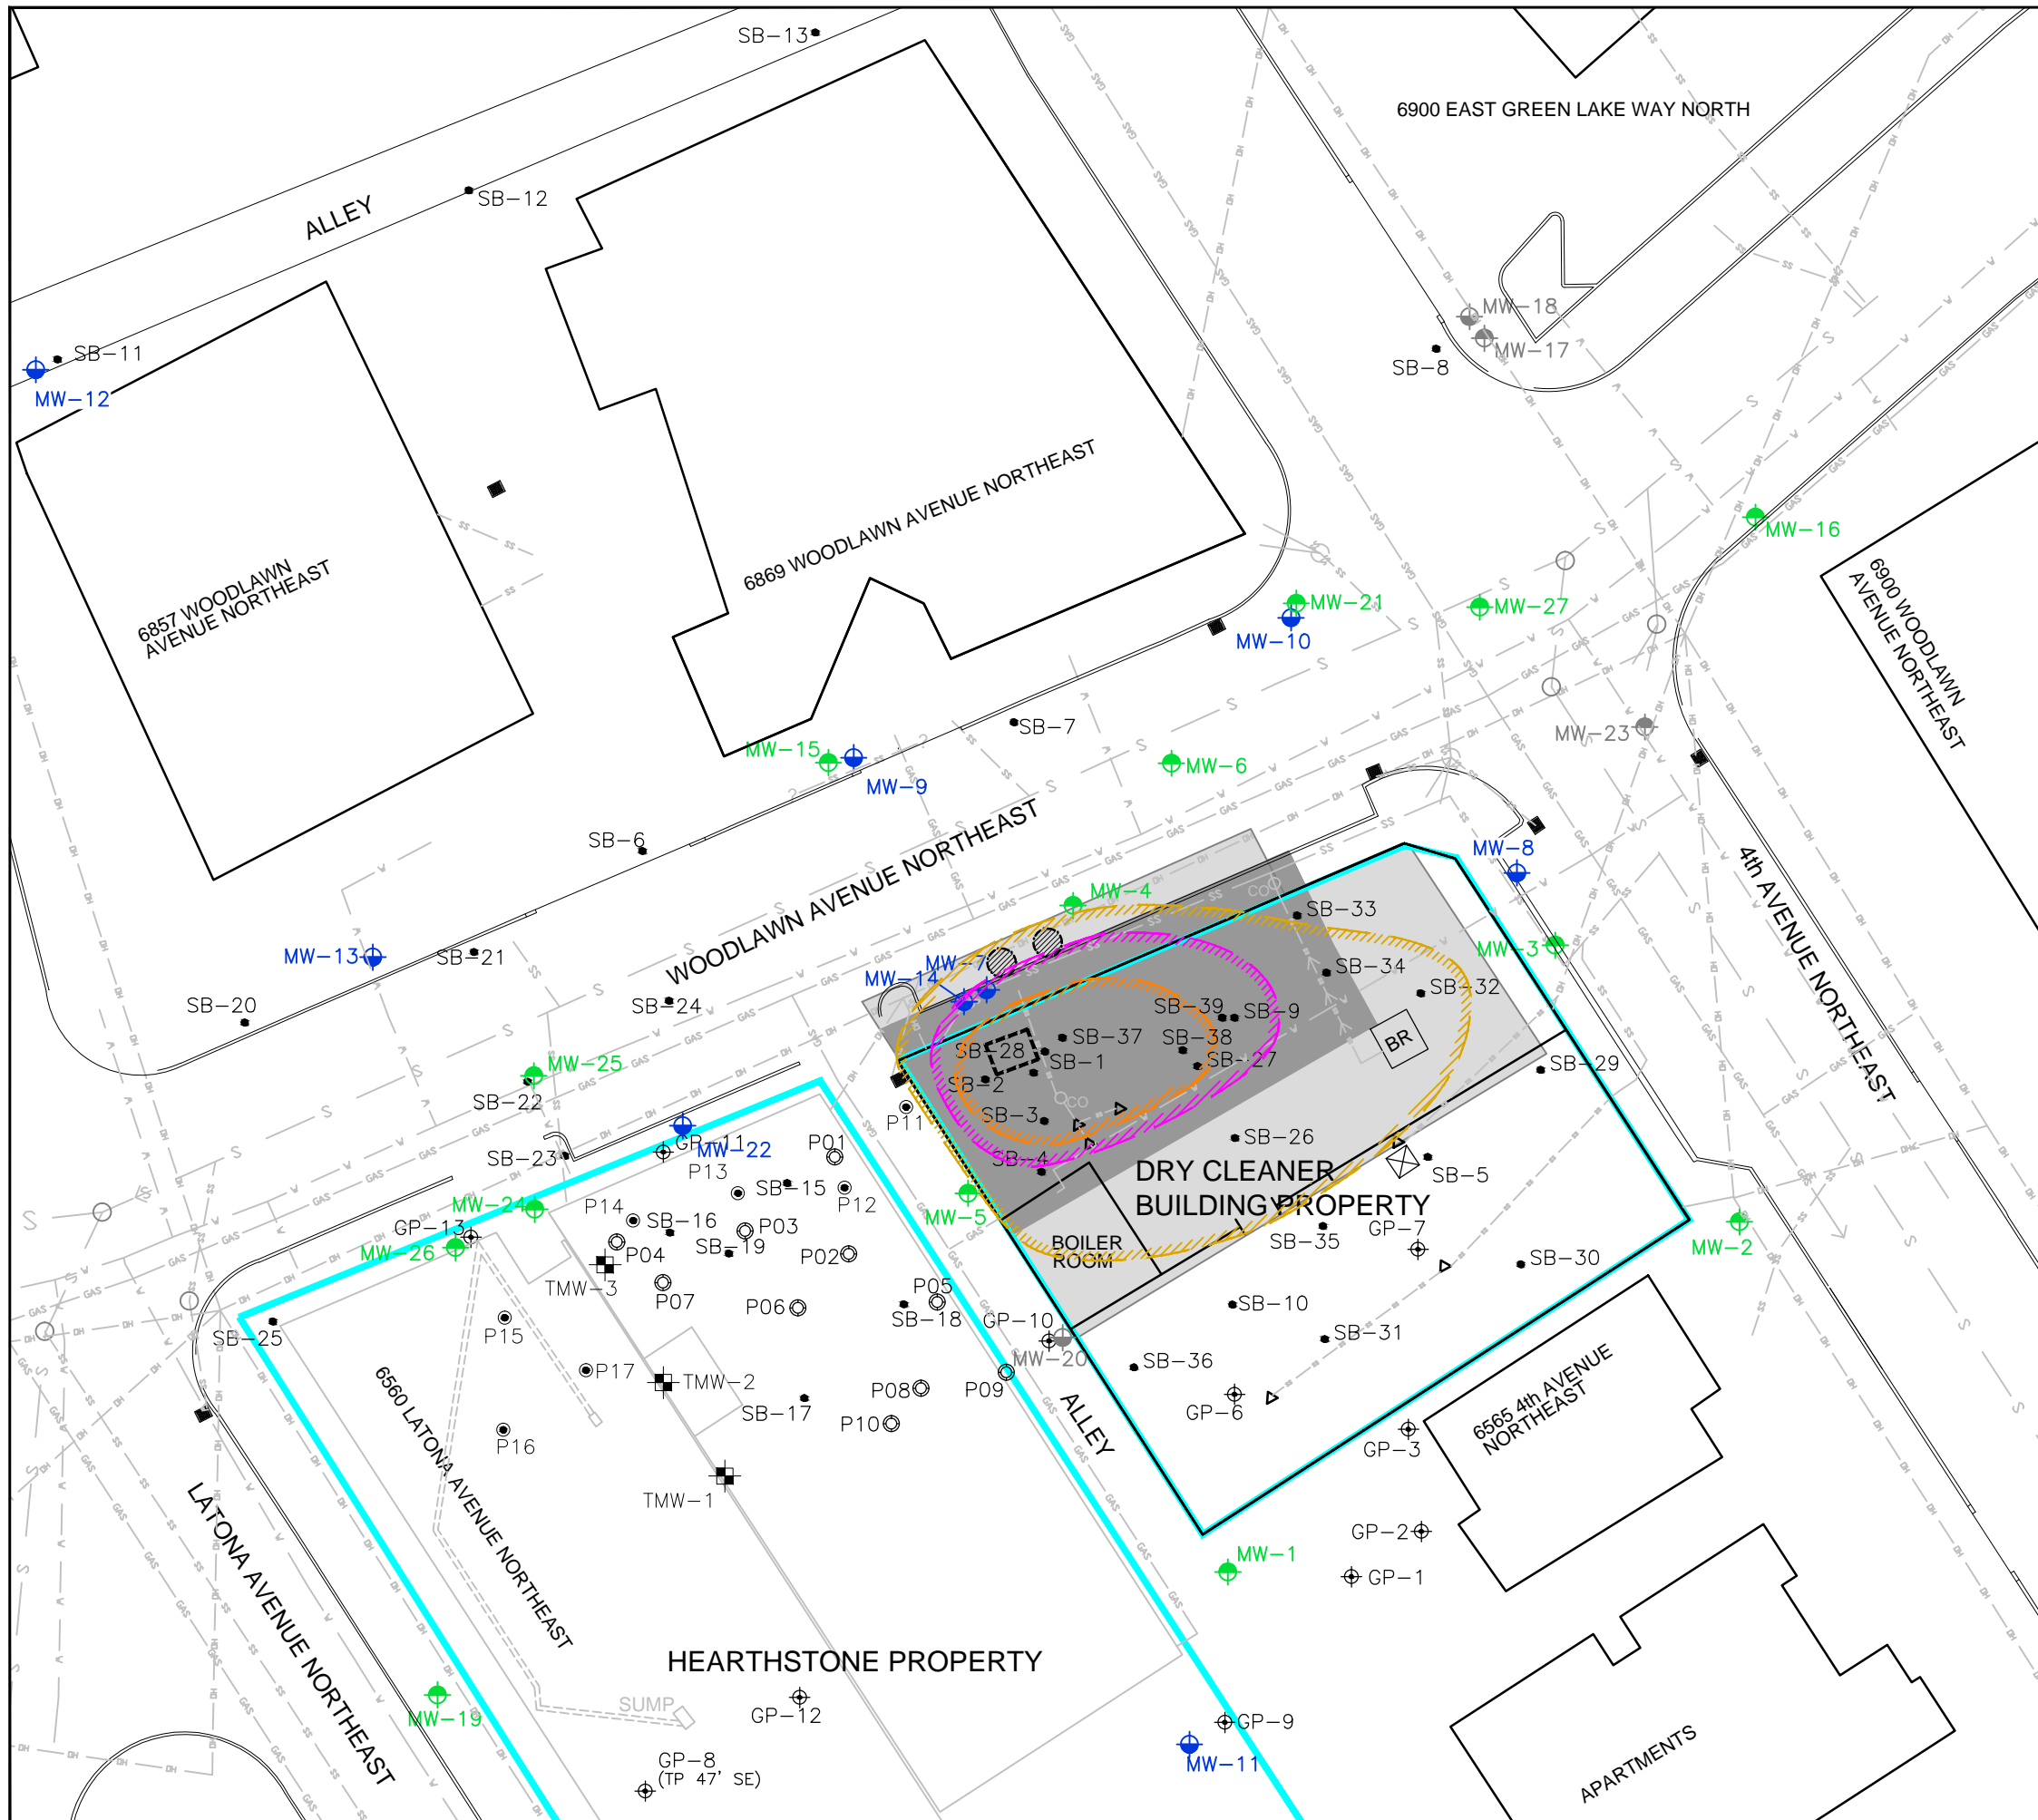 SB-13
6900 EAST GREEN LAKE WAY NORTH
SB-12
ALLEY
MW-18
MW-17
SB-11
SB-8
MW-12
6869 WOODLAWN AVENUE NORTHEAST
MW-16
6857 WOODLAWN
AVENUE NORTHEAST
6900 WOODLAWN
AVENUE NORTHEAST
MW-21
MW-27
MW-10
SB-7
MW-23
MW-15
MW-6
MW-9
SB-6
WOODLAWN AVENUE NORTHEAST
MW-8
4th AVENUE NORTHEAST
MW-4
CO
SB-33
MW-13
SB-21
MW-3
MW-7
MW-14
SB-34
SB-32
SB-20
SB-24
SB-39
SB-9
SB-37
SB-38
BR
SB-28
SB-1
SB-27
MW-25
SB-2
SB-29
SB-22
CO
P11
SB-3
MW-22
GP-11
P01
SB-26
SB-23
SB-4
DRY CLEANER
BUILDING PROPERTY
SB-5
P13
SB-15
P12
MW-5
MW-24
P14
SB-16
P03
GP-13
MW-26
P04
SB-19
P02
BOILER
ROOM
SB-35
GP-7
MW-2
TMW-3
P07
P06
P05
SB-18
SB-10
SB-30
GP-10
SB-25
P15
MW-20
SB-31
P17
TMW-2
P08
P09
SB-36
SB-17
P10
ALLEY
GP-6
6565 4th AVENUE
NORTHEAST
GP-3
P16
6560 LATONA AVENUE NORTHEAST
TMW-1
GP-2
MW-1
GP-1
LATONA AVENUE NORTHEAST
HEARTHSTONE PROPERTY
MW-19
SUMP
GP-12
GP-9
MW-11
GP-8
(TP 47' SE)
APARTMENTS